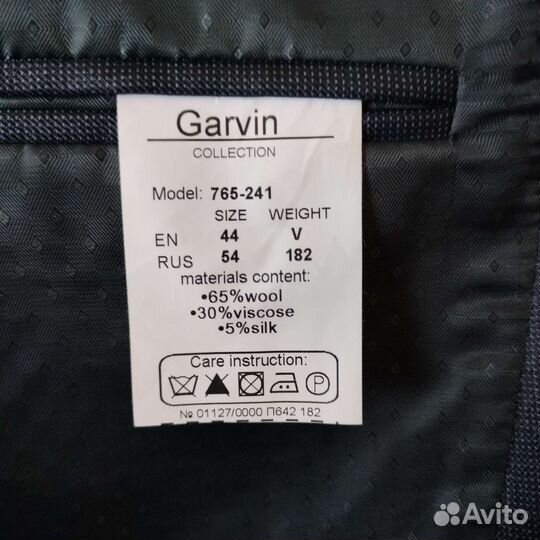 Garvin
COLLECTION
Model: 765-241
SIZE WEIGHT
EN 44 V
RUS 54 182
materials content:
•65%wool
•30%viscose
•5%silk
Care instruction:
P
№ 01127/0000 П642 182
Avito